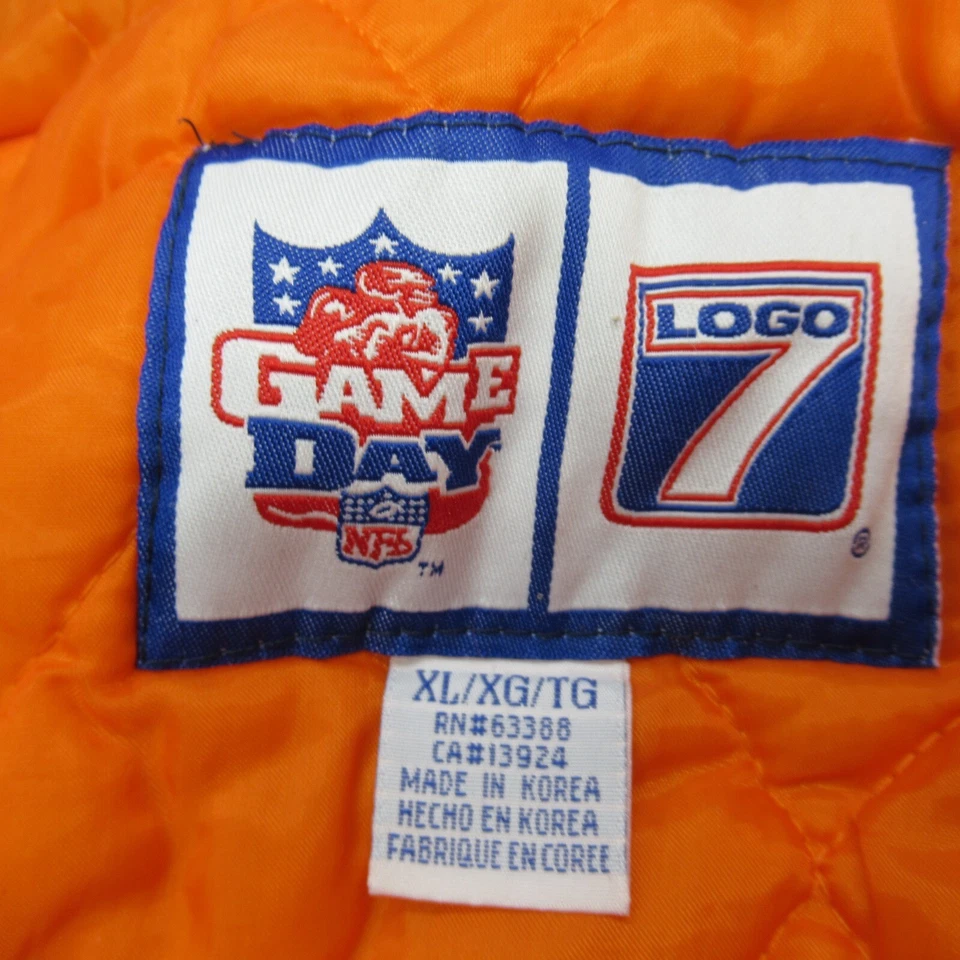 GAME
DAY
NFL
TM
LOGO
7
®
XL/XG/TG
RN#63388
CA#13924
MADE IN KOREA
HECHO EN KOREA
FABRIQUE EN COREE